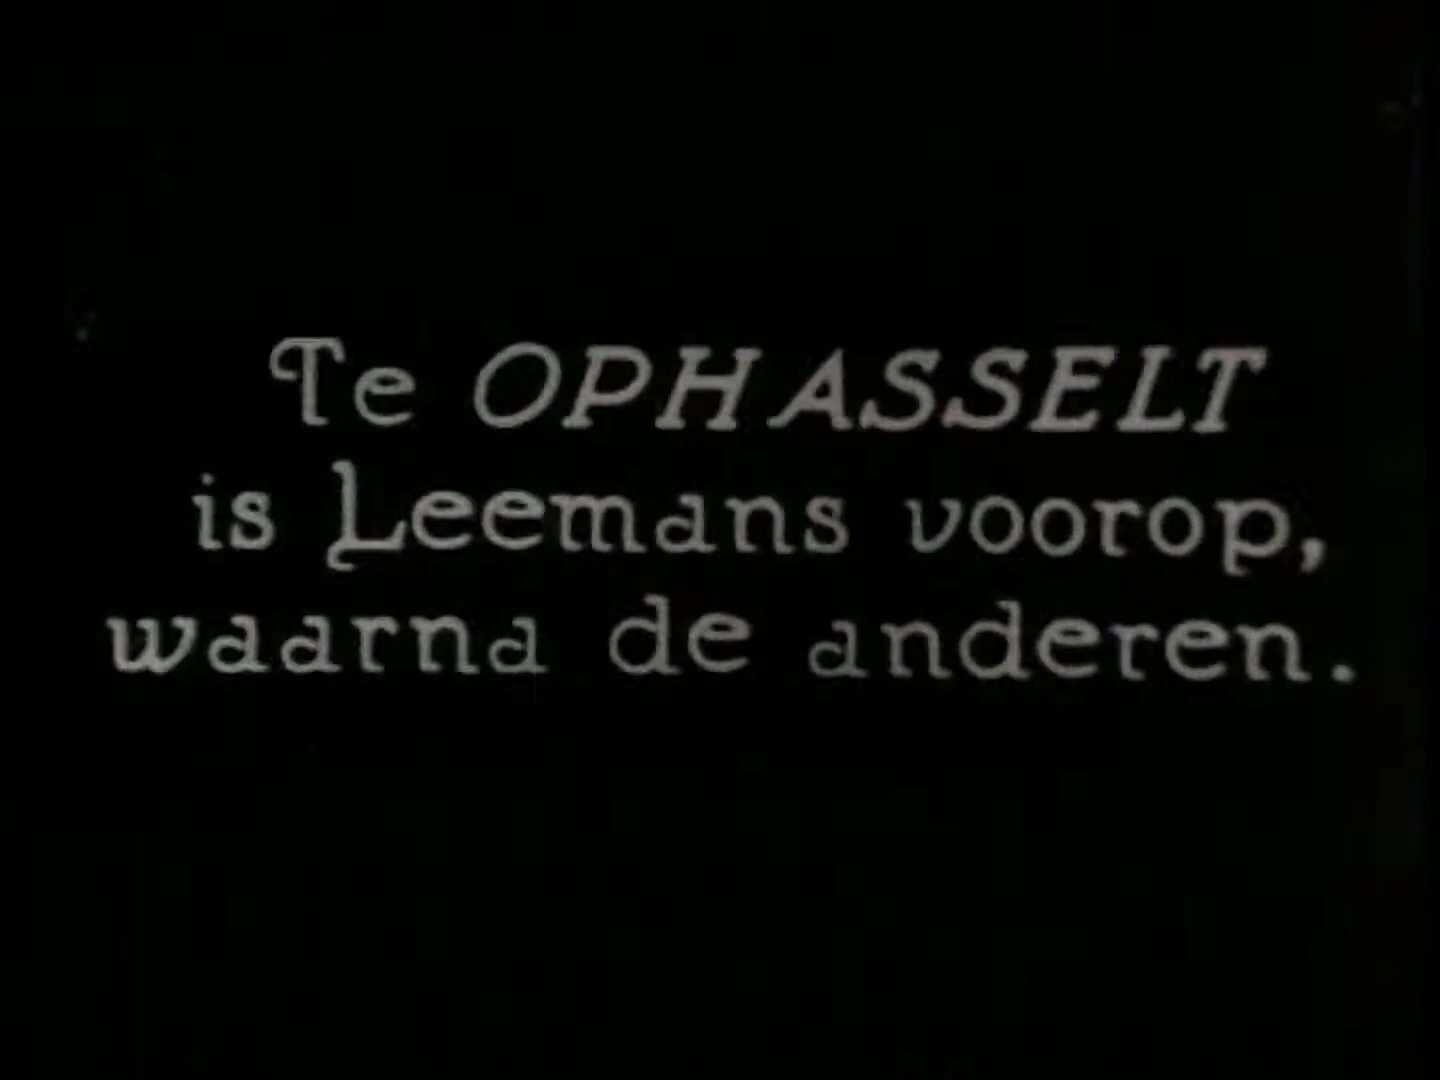 Te OPHASSELT
is Leemans voorop,
waarna de anderen.